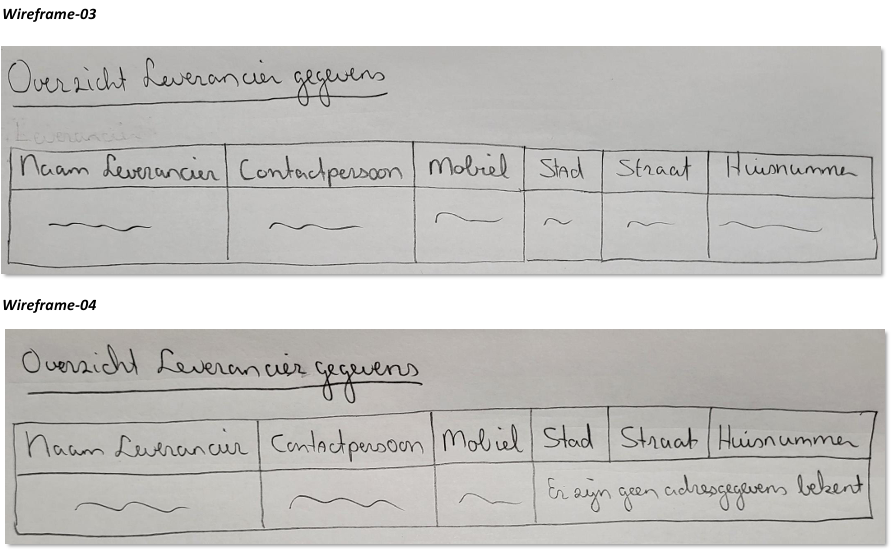 Wireframe-03
Overzicht Leverancier gegevens
Leverancier
Naam Leverancier Contactpersoon Mobiel Stad Straat Huisnummer
Wireframe-04
Overzicht Leverancier gegevens
Naam Leverancier Contactpersoon Mobiel Stad Straat Huisnummer
Er zijn geen adresgegevens bekent